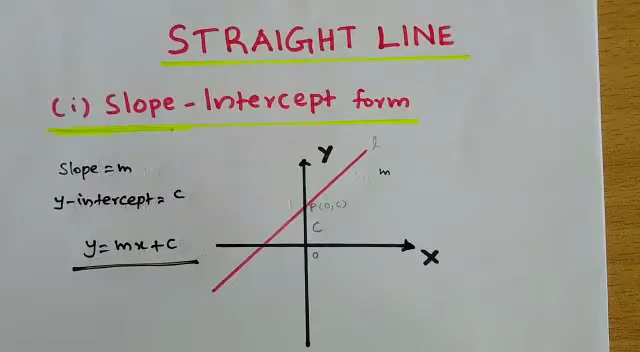 STRAIGHT LINE
(i) Slope - Intercept form
Slope = m
y-intercept = c
y = mx + c
Y
l
m
P(0,C)
C
O
X